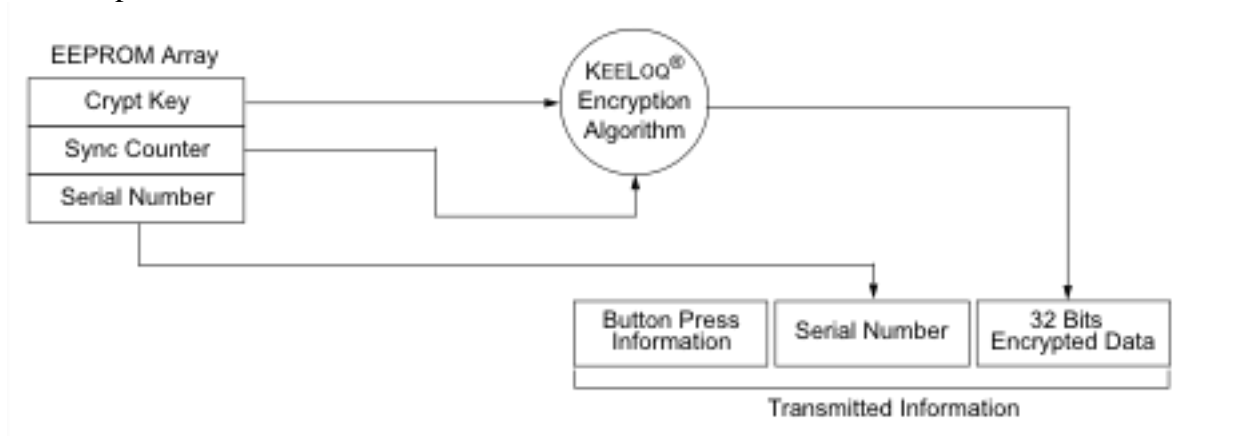 EEPROM Array
Crypt Key
Sync Counter
Serial Number
KEELOQ®
Encryption
Algorithm
Button Press
Information
Serial Number
32 Bits
Encrypted Data
Transmitted Information